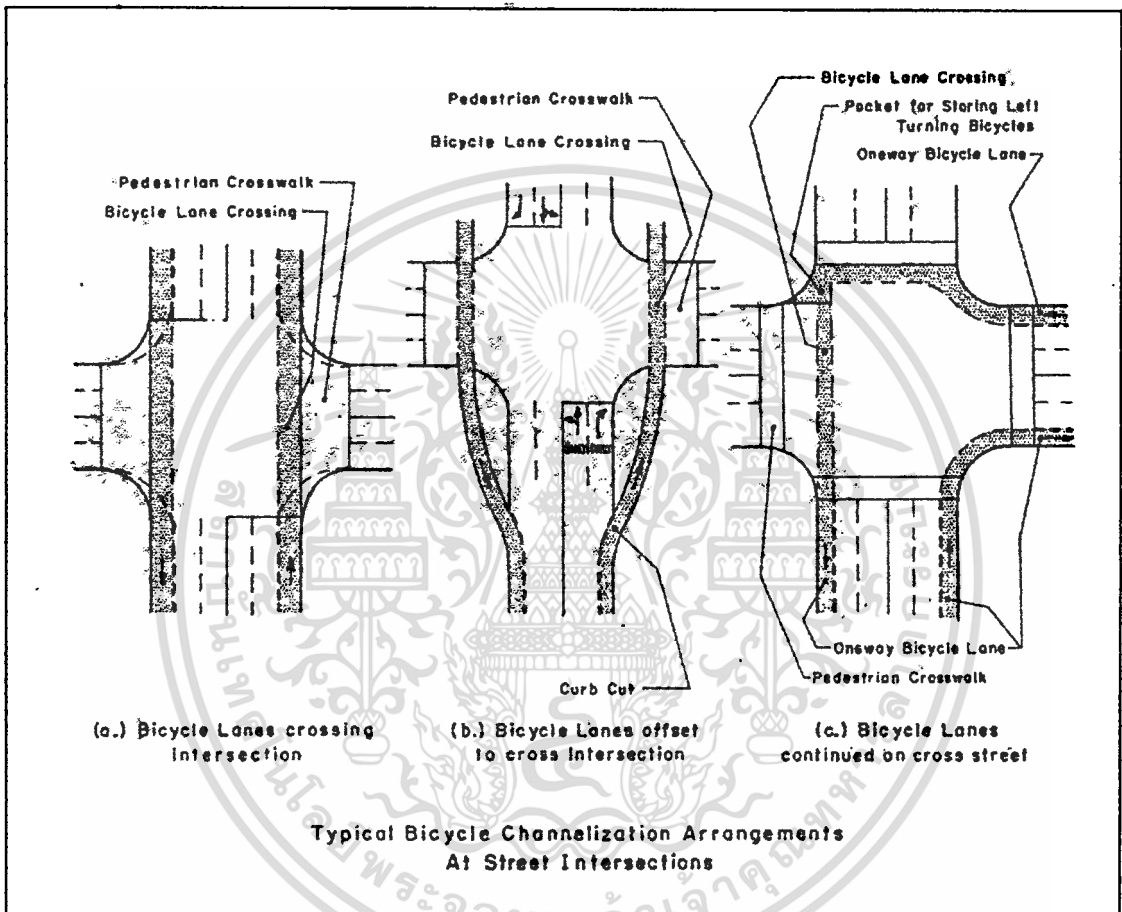 Bicycle Lane Crossing
Pocket for Storing Left
Turning Bicycles
Oneway Bicycle Lane
Pedestrian Crosswalk
Bicycle Lane Crossing
Pedestrian Crosswalk
Bicycle Lane Crossing
Curb Cut
Oneway Bicycle Lane
Pedestrian Crosswalk
(a.) Bicycle Lanes crossing
Intersection
(b.) Bicycle Lanes offset
to cross Intersection
(c.) Bicycle Lanes
continued on cross street
Typical Bicycle Channelization Arrangements
At Street Intersections